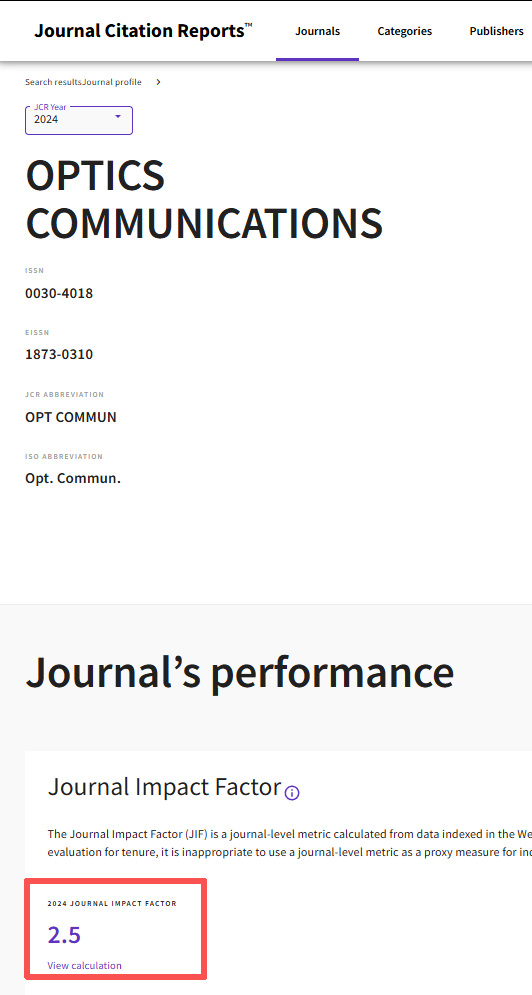 Journal Citation Reports™
Journals
Categories
Publishers
Search resultsJournal profile >
JCR Year
2024
OPTICS
COMMUNICATIONS
ISSN
0030-4018
EISSN
1873-0310
JCR ABBREVIATION
OPT COMMUN
ISO ABBREVIATION
Opt. Commun.
Journal's performance
Journal Impact Factor
The Journal Impact Factor (JIF) is a journal-level metric calculated from data indexed in the We
evaluation for tenure, it is inappropriate to use a journal-level metric as a proxy measure for in
2024 JOURNAL IMPACT FACTOR
2.5
View calculation